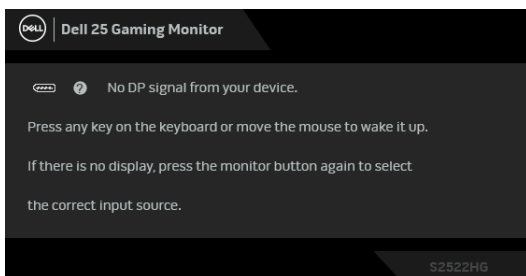 DELL
Dell 25 Gaming Monitor
? No DP signal from your device.
Press any key on the keyboard or move the mouse to wake it up.
If there is no display, press the monitor button again to select
the correct input source.
S2522HG